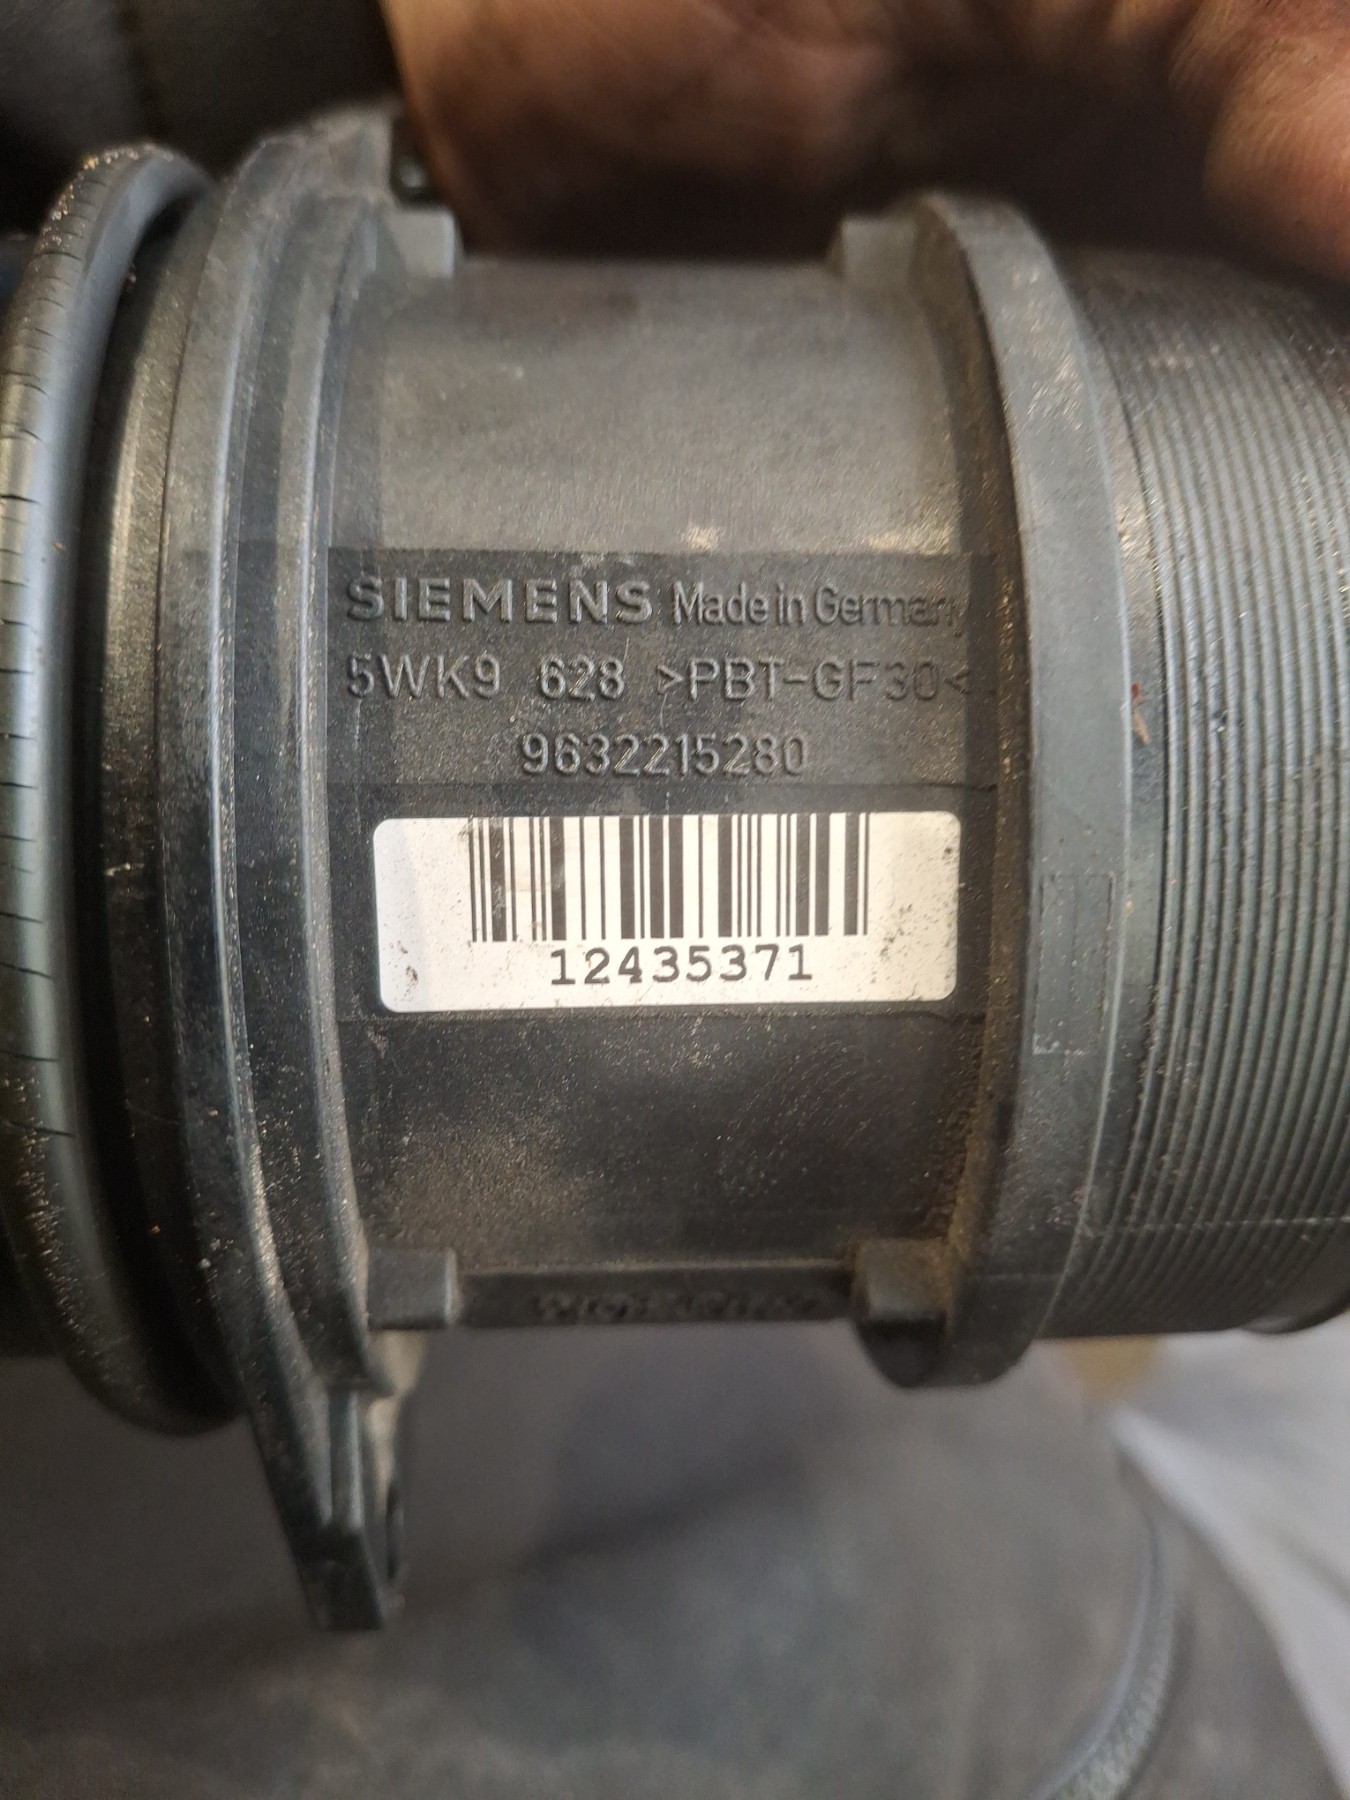 SIEMENS Made in Germany
5WK9 628 >PBT-GF30<
9632215280
12435371